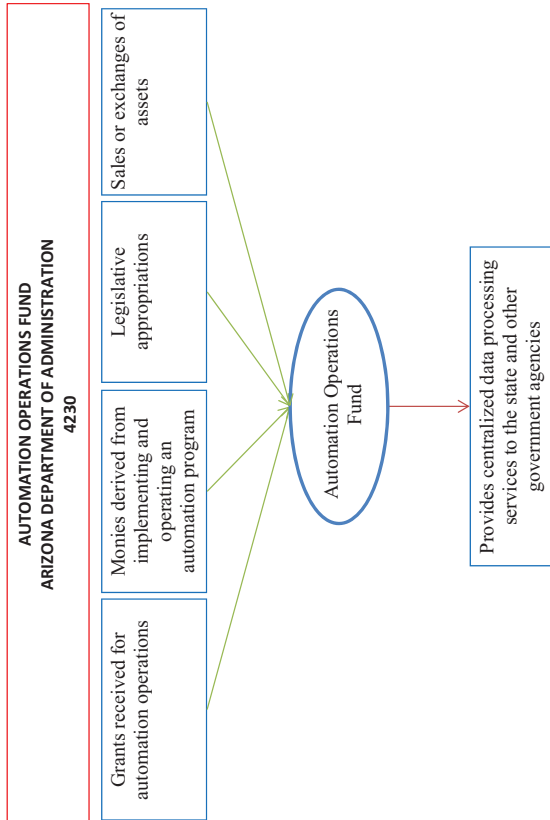 AUTOMATION OPERATIONS FUND
ARIZONA DEPARTMENT OF ADMINISTRATION
4230
Grants received for
automation operations
Monies derived from
implementing and
operating an
automation program
Legislative
appropriations
Sales or exchanges of
assets
Automation Operations
Fund
Provides centralized data processing
services to the state and other
government agencies